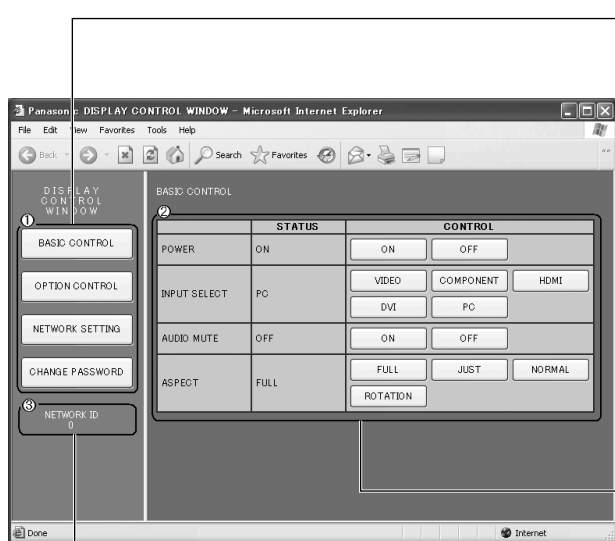 Panasonic DISPLAY CONTROL WINDOW - Microsoft Internet Explorer
File Edit View Favorites Tools Help
Back Search Favorites
DISPLAY
CONTROL
WINDOW
①
BASIC CONTROL
OPTION CONTROL
NETWORK SETTING
CHANGE PASSWORD
③
NETWORK ID
0
BASIC CONTROL
②
STATUS CONTROL
POWER ON ON OFF
INPUT SELECT PC VIDEO COMPONENT HDMI
DVI PC
AUDIO MUTE OFF ON OFF
ASPECT FULL FULL JUST NORMAL
ROTATION
Done Internet